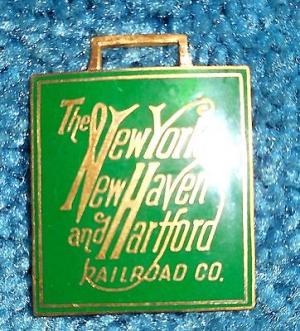 The
New York
New Haven
and Hartford
RAILROAD CO.